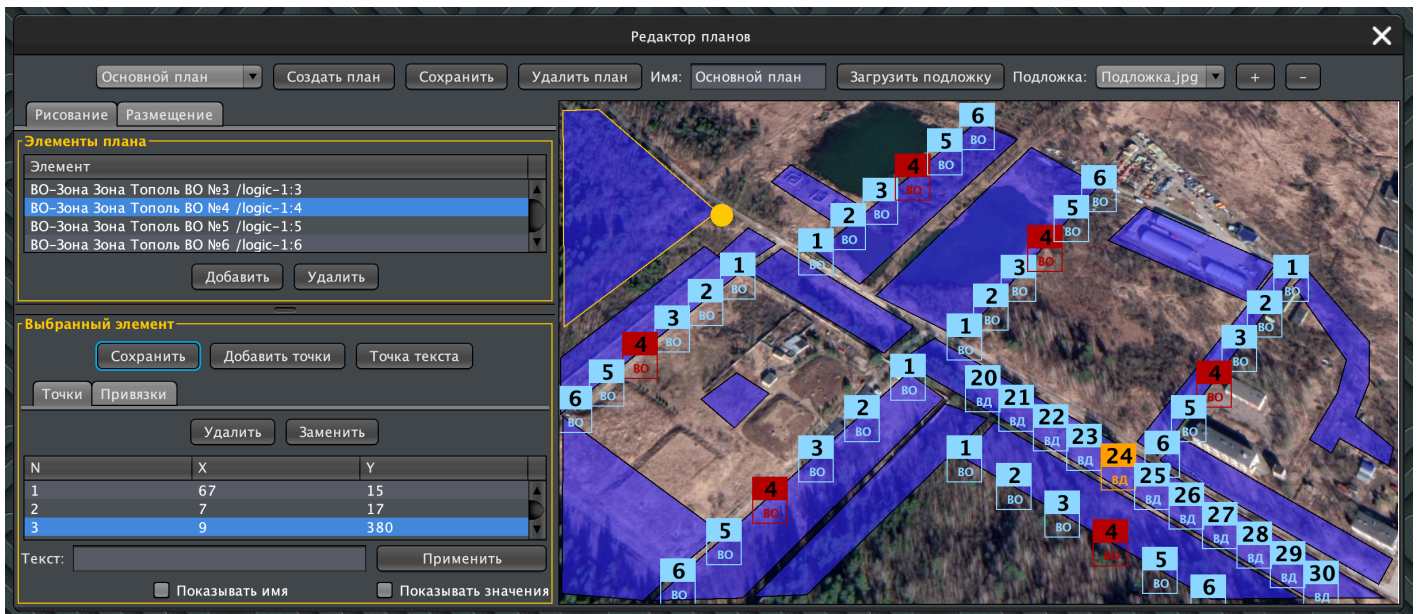 Редактор планов
Основной план Создать план Сохранить Удалить план Имя: Основной план Загрузить подложку Подложка: Подложка.jpg + -
Рисование Размещение
Элементы плана
Элемент
ВО-Зона Зона Тополь ВО №3 /logic-1:3
ВО-Зона Зона Тополь ВО №4 /logic-1:4
ВО-Зона Зона Тополь ВО №5 /logic-1:5
ВО-Зона Зона Тополь ВО №6 /logic-1:6
Добавить Удалить
Выбранный элемент
Сохранить Добавить точки Точка текста
Точки Привязки
Удалить Заменить
N X Y
1 67 15
2 7 17
3 9 380
Текст: Применить
Показывать имя Показывать значения
6 ВО
5 ВО
4 ВО
3 ВО
2 ВО
1 ВО
6 ВО
5 ВО
4 ВО
3 ВО
2 ВО
1 ВО
1 ВО
2 ВО
3 ВО
4 ВО
5 ВО
6 ВО
1 ВО
2 ВО
3 ВО
4 ВО
5 ВО
6 ВО
1 ВО
2 ВО
3 ВО
4 ВО
5 ВО
6 ВО
20 ВД
21 ВД
22 ВД
23 ВД
24 ВД
25 ВД
26 ВД
27 ВД
28 ВД
29 ВД
30 ВД
1 ВО
2 ВО
3 ВО
4 ВО
5 ВО
6 ВО